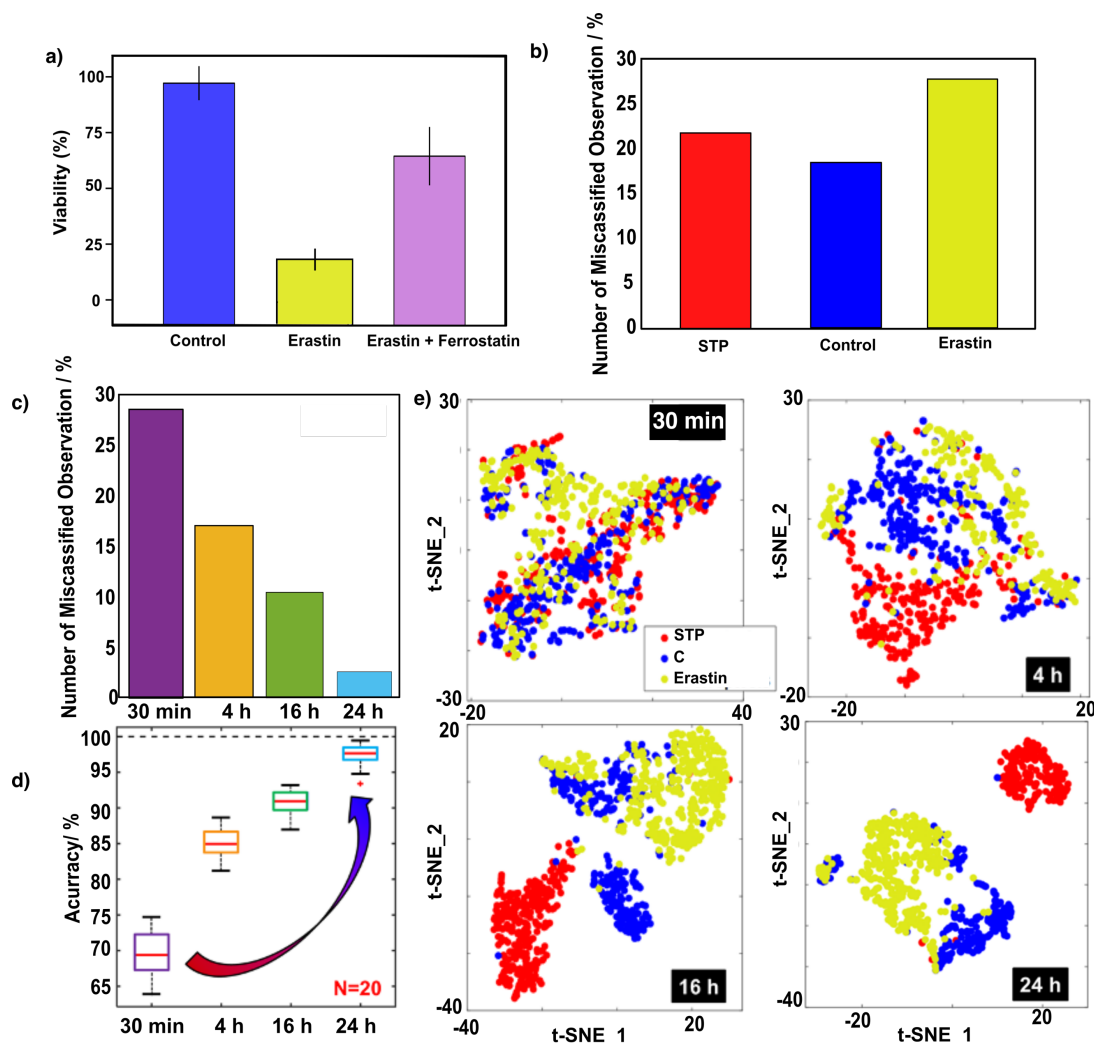 a)
Viability (%)
100
75
50
25
0
Control
Erastin
Erastin + Ferrostatin
b)
Number of Miscassified Observation / %
30
25
20
15
10
25
5
0
STP
Control
Erastin
c)
Number of Miscassified Observation / %
30
25
20
15
10
5
0
30 min
4 h
16 h
24 h
d)
Acurracy/ %
100
95
90
85
80
75
70
65
N=20
30 min
4 h
16 h
24 h
e)
30
t-SNE_2
-30
-20
40
30 min
STP
C
Erastin
30
t-SNE_2
-20
-20
20
4 h
20
t-SNE_2
-40
-40
20
16 h
t-SNE_1
30
t-SNE_2
-40
-20
20
24 h
t-SNE_1